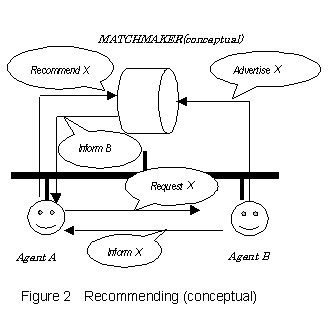 MATCHMAKER(conceptual)
Recommend X
Advertise X
Inform B
Request X
Inform X
Agent A
Agent B
Figure 2 Recommending (conceptual)